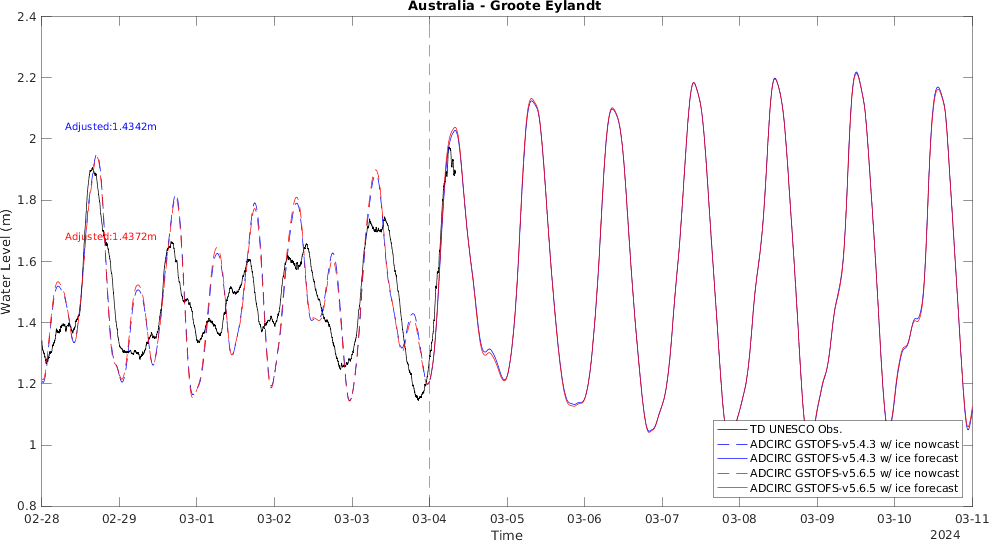 Australia - Groote Eylandt
Water Level (m)
2.4
2.2
2
1.8
1.6
1.4
1.2
1
0.8
Adjusted:1.4342m
Adjusted:1.4372m
TD UNESCO Obs.
ADCIRC GSTOFS-v5.4.3 w/ ice nowcast
ADCIRC GSTOFS-v5.4.3 w/ ice forecast
ADCIRC GSTOFS-v5.6.5 w/ ice nowcast
ADCIRC GSTOFS-v5.6.5 w/ ice forecast
02-28 02-29 03-01 03-02 03-03 03-04 03-05 03-06 03-07 03-08 03-09 03-10 03-11
Time
2024